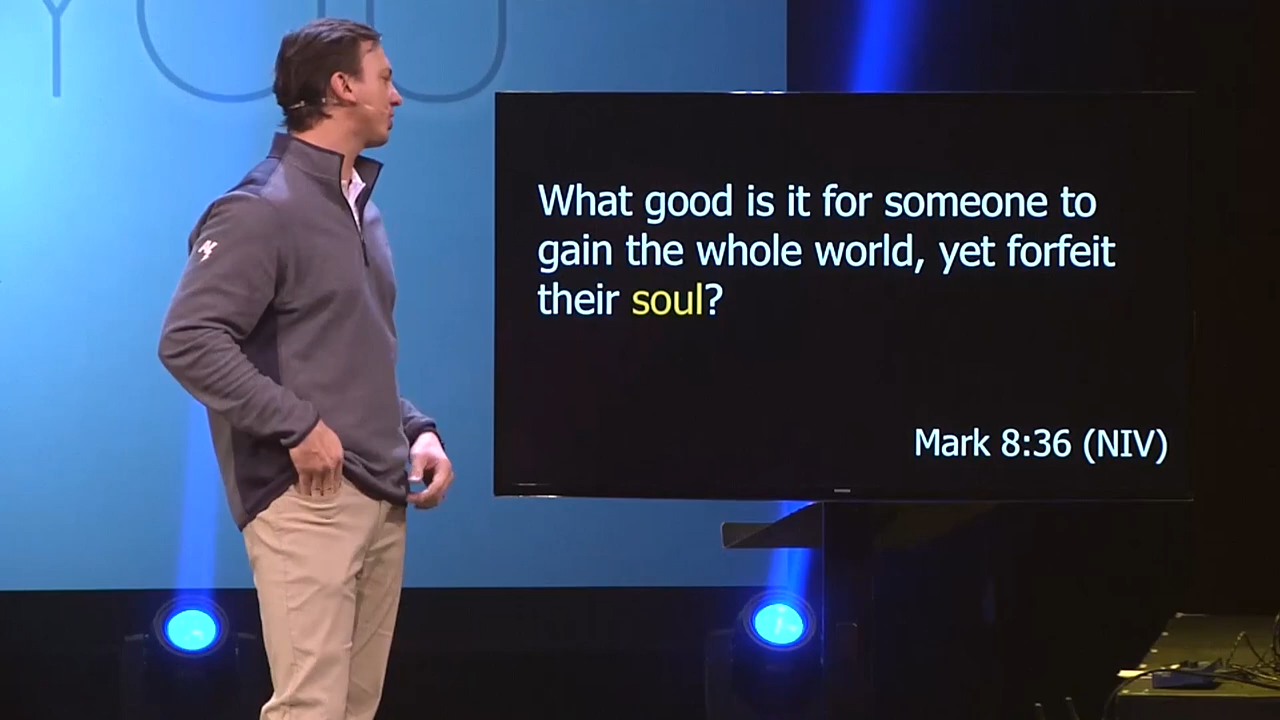 YOU
What good is it for someone to
gain the whole world, yet forfeit
their soul?
Mark 8:36 (NIV)